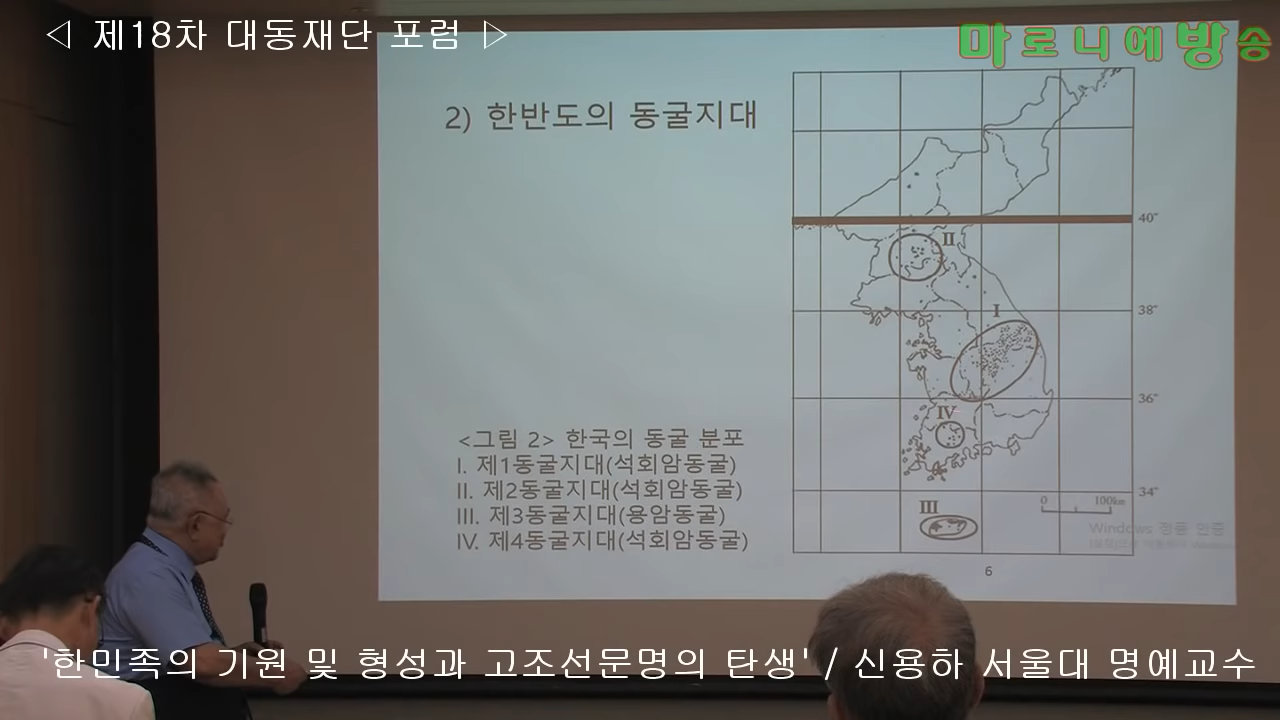 ◁ 제18차 대동재단 포럼 ▷
마로니에방송
2) 한반도의 동굴지대
40°
II
38°
I
36°
IV
34°
III
0 100km
<그림 2> 한국의 동굴 분포
I. 제1동굴지대(석회암동굴)
II. 제2동굴지대(석회암동굴)
III. 제3동굴지대(용암동굴)
IV. 제4동굴지대(석회암동굴)
Windows 정품 인증
6
'한민족의 기원 및 형성과 고조선문명의 탄생' / 신용하 서울대 명예교수